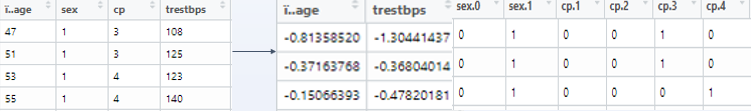 ï..age sex cp trestbps
47 1 3 108
51 1 3 125
53 1 4 123
55 1 4 140
ï..age trestbps
-0.81358520 -1.30441437
-0.37163768 -0.36804014
-0.15066393 -0.47820181
sex.0 sex.1 cp.1 cp.2 cp.3 cp.4
0 1 0 0 1 0
0 1 0 0 1 0
0 1 0 0 0 1